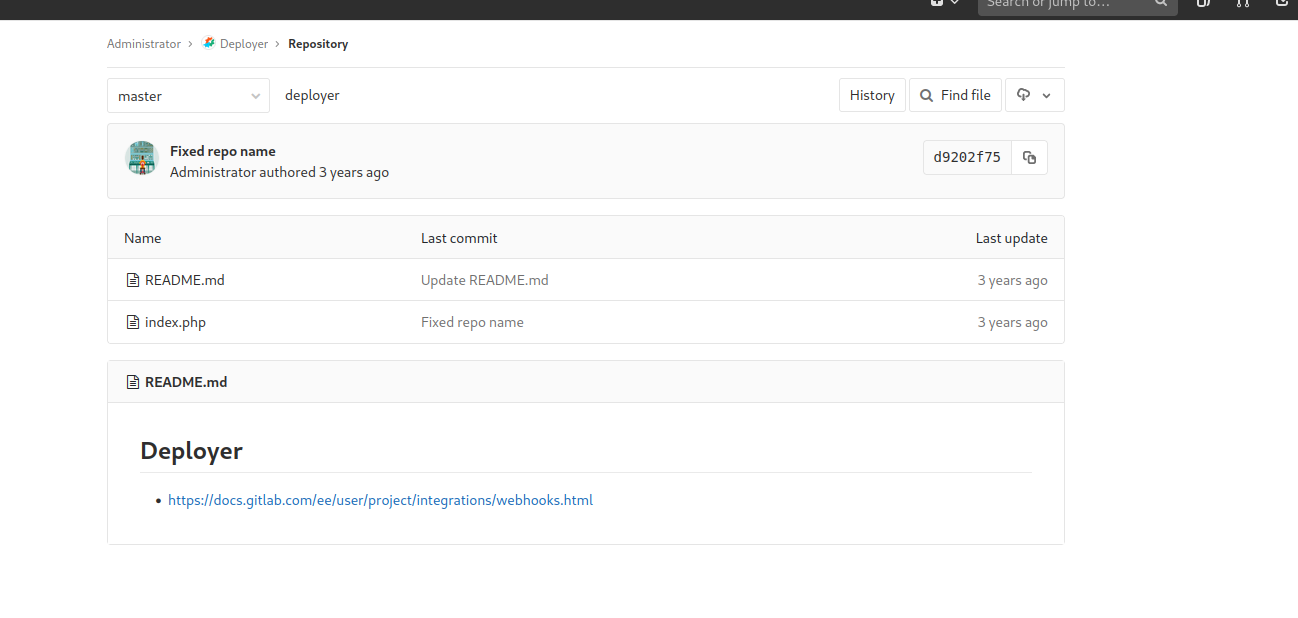 Search or jump to...
Administrator > Deployer > Repository
master deployer History Find file
Fixed repo name
Administrator authored 3 years ago
d9202f75
Name Last commit Last update
README.md Update README.md 3 years ago
index.php Fixed repo name 3 years ago
README.md
Deployer
• https://docs.gitlab.com/ee/user/project/integrations/webhooks.html